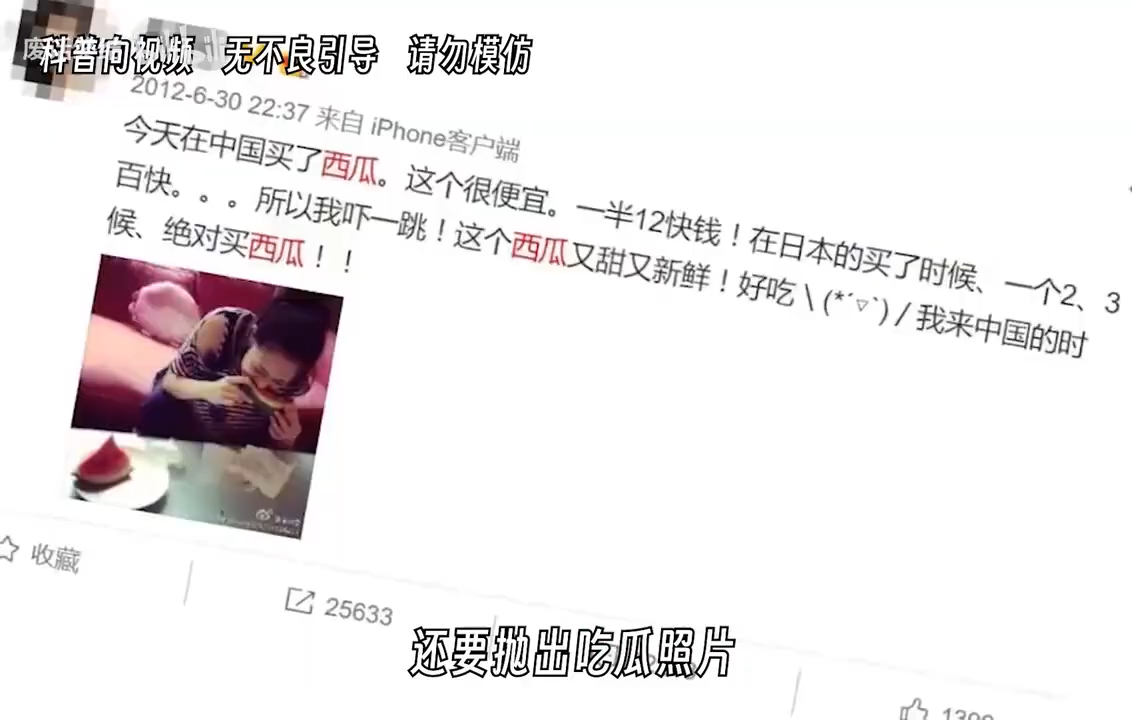 科普向视频 无不良引导 请勿模仿
2012-6-30 22:37 来自 iPhone客户端
今天在中国买了西瓜。这个很便宜。一半12快钱！在日本的买了时候、一个2、3
百快。。。所以我吓一跳！这个西瓜又甜又新鲜！好吃 \ (*´▽`) / 我来中国的时
候、绝对买西瓜！！
收藏
25633
还要抛出吃瓜照片